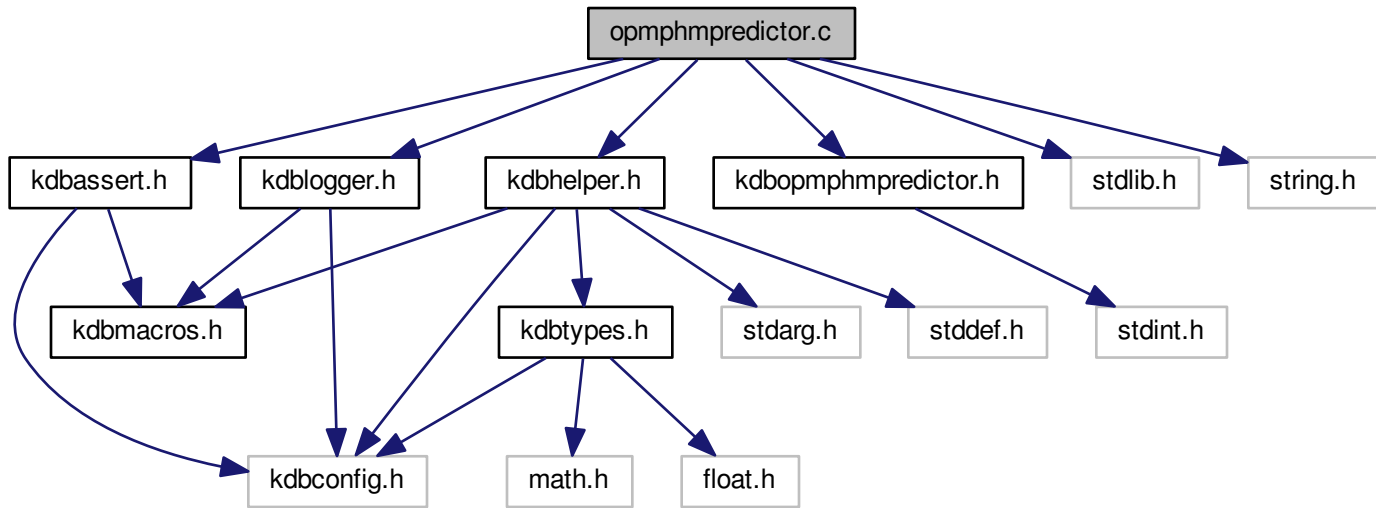 opmphmpredictor.c
kdbassert.h
kdblogger.h
kdbhelper.h
kdbopmphmpredictor.h
stdlib.h
string.h
kdbmacros.h
kdbtypes.h
stdarg.h
stddef.h
stdint.h
kdbconfig.h
math.h
float.h